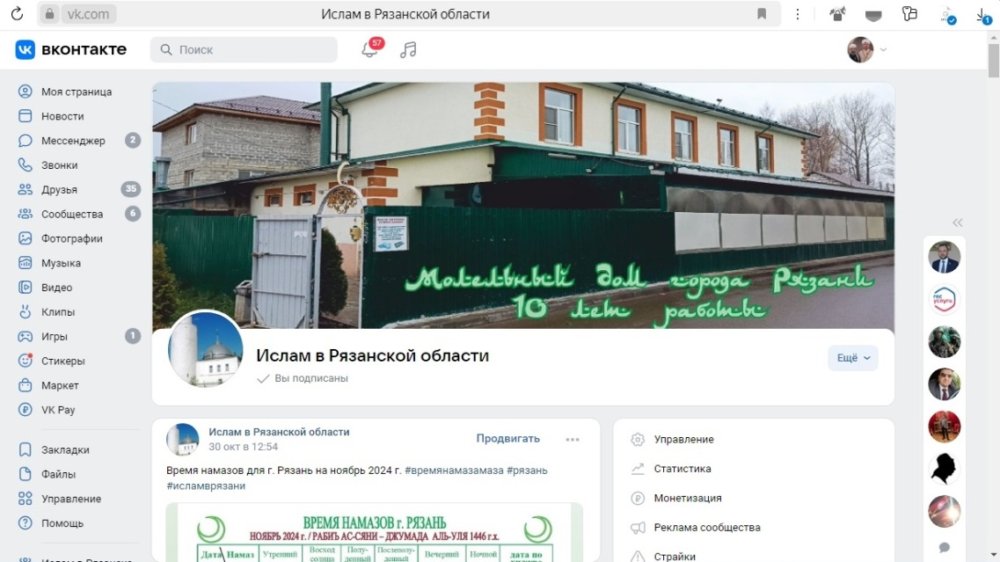 vk.com
Ислам в Рязанской области
1
вконтакте
Поиск
57
Моя страница
Новости
Мессенджер 2
Звонки
Друзья 35
Сообщества 6
Фотографии
Музыка
Видео
Клипы
Игры 1
Стикеры
Маркет
VK Pay
Закладки
Файлы
Управление
Помощь
Молельный дом города Рязани
10 лет работы
Ислам в Рязанской области
Вы подписаны
Ещё
Ислам в Рязанской области
30 окт в 12:54
Продвигать
Время намазов для г. Рязань на ноябрь 2024 г. #времянамазамаза #рязань
#исламврязани
ВРЕМЯ НАМАЗОВ г. РЯЗАНЬ
НОЯБРЬ 2024 г. / РАБИЪ АС-СЯНИ – ДЖУМАДА АЛЬ-УЛЯ 1446 г.х.
Дата Намаз Утренний Восход солнца Полуденный Послеполуденный Вечерний Ночной дата по
Управление
Статистика
Монетизация
Реклама сообщества
Страйки
гос
услуги